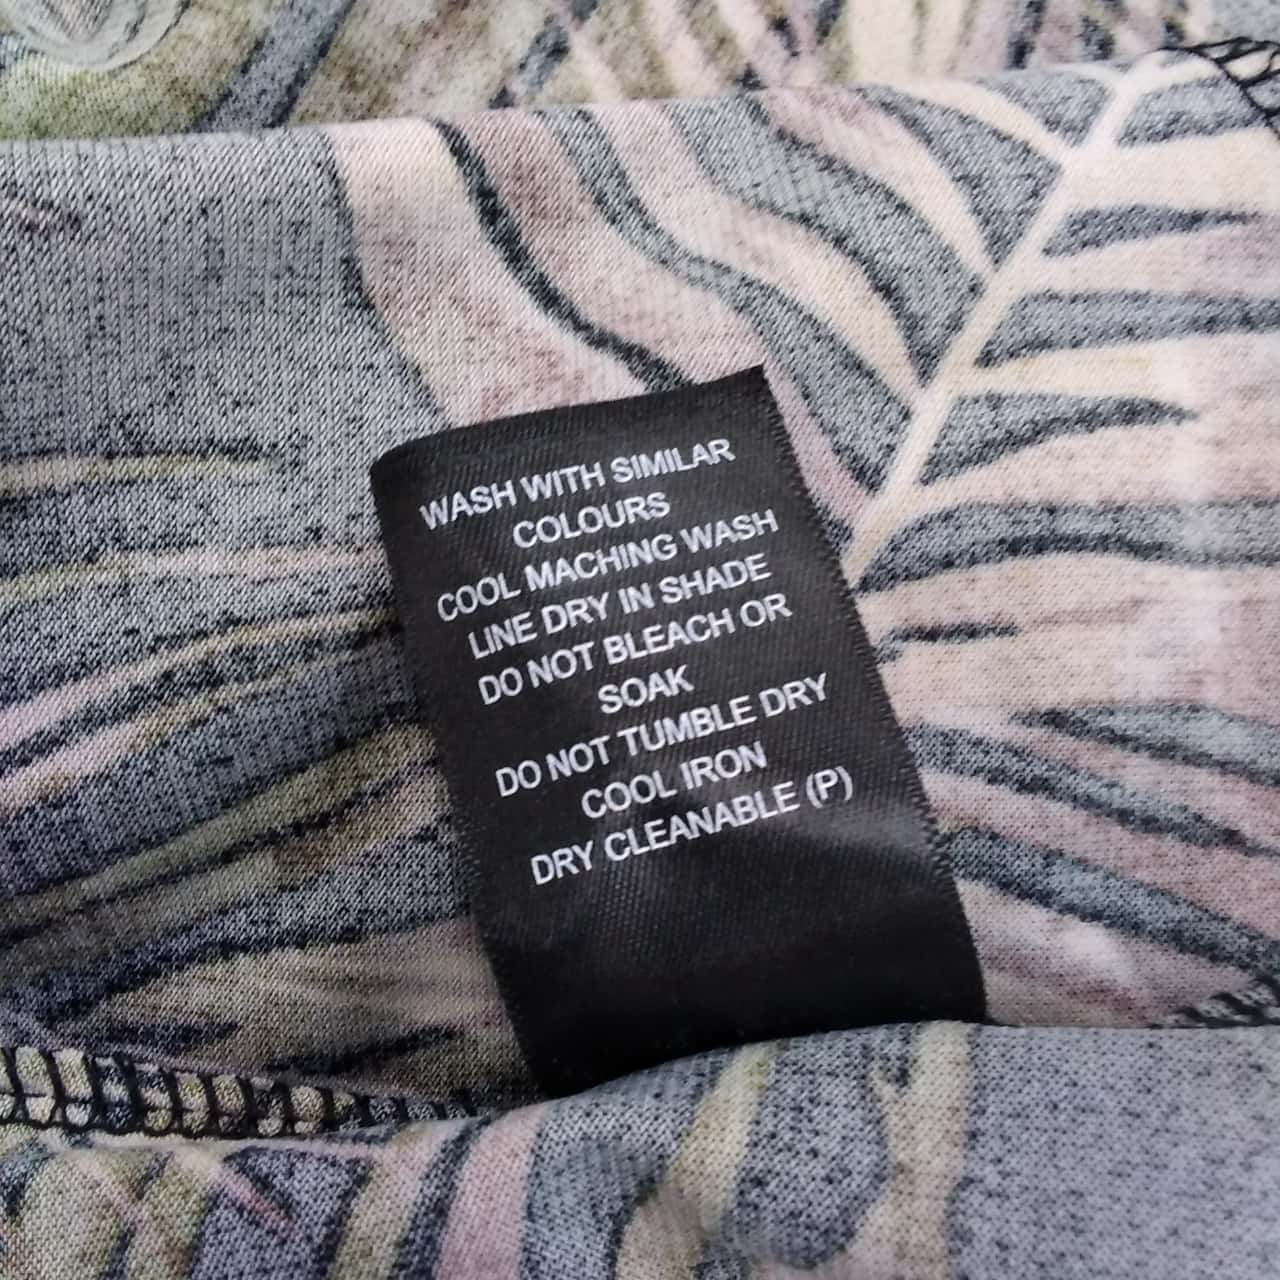 WASH WITH SIMILAR
COLOURS
COOL MACHING WASH
LINE DRY IN SHADE
DO NOT BLEACH OR
SOAK
DO NOT TUMBLE DRY
COOL IRON
DRY CLEANABLE (P)